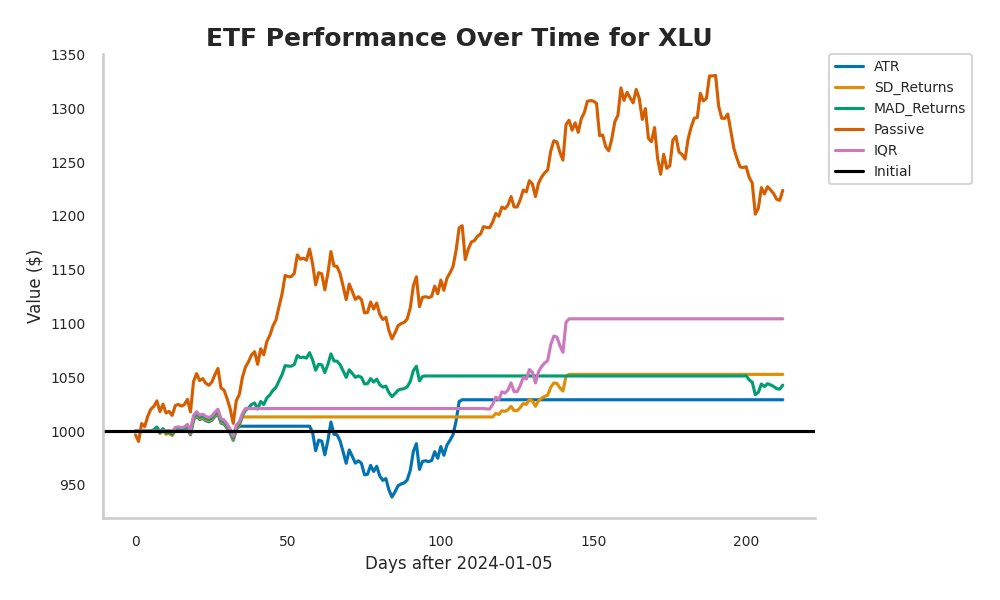 ETF Performance Over Time for XLU
1350
1300
1250
1200
1150
1100
1050
1000
950
Value ($)
0
50
100
150
200
Days after 2024-01-05
ATR
SD_Returns
MAD_Returns
Passive
IQR
Initial